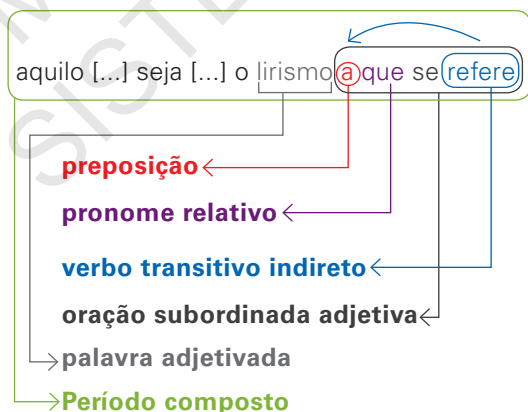 aquilo [...] seja [...] o lirismo a que se refere
preposição
pronome relativo
verbo transitivo indireto
oração subordinada adjetiva
palavra adjetivada
Período composto